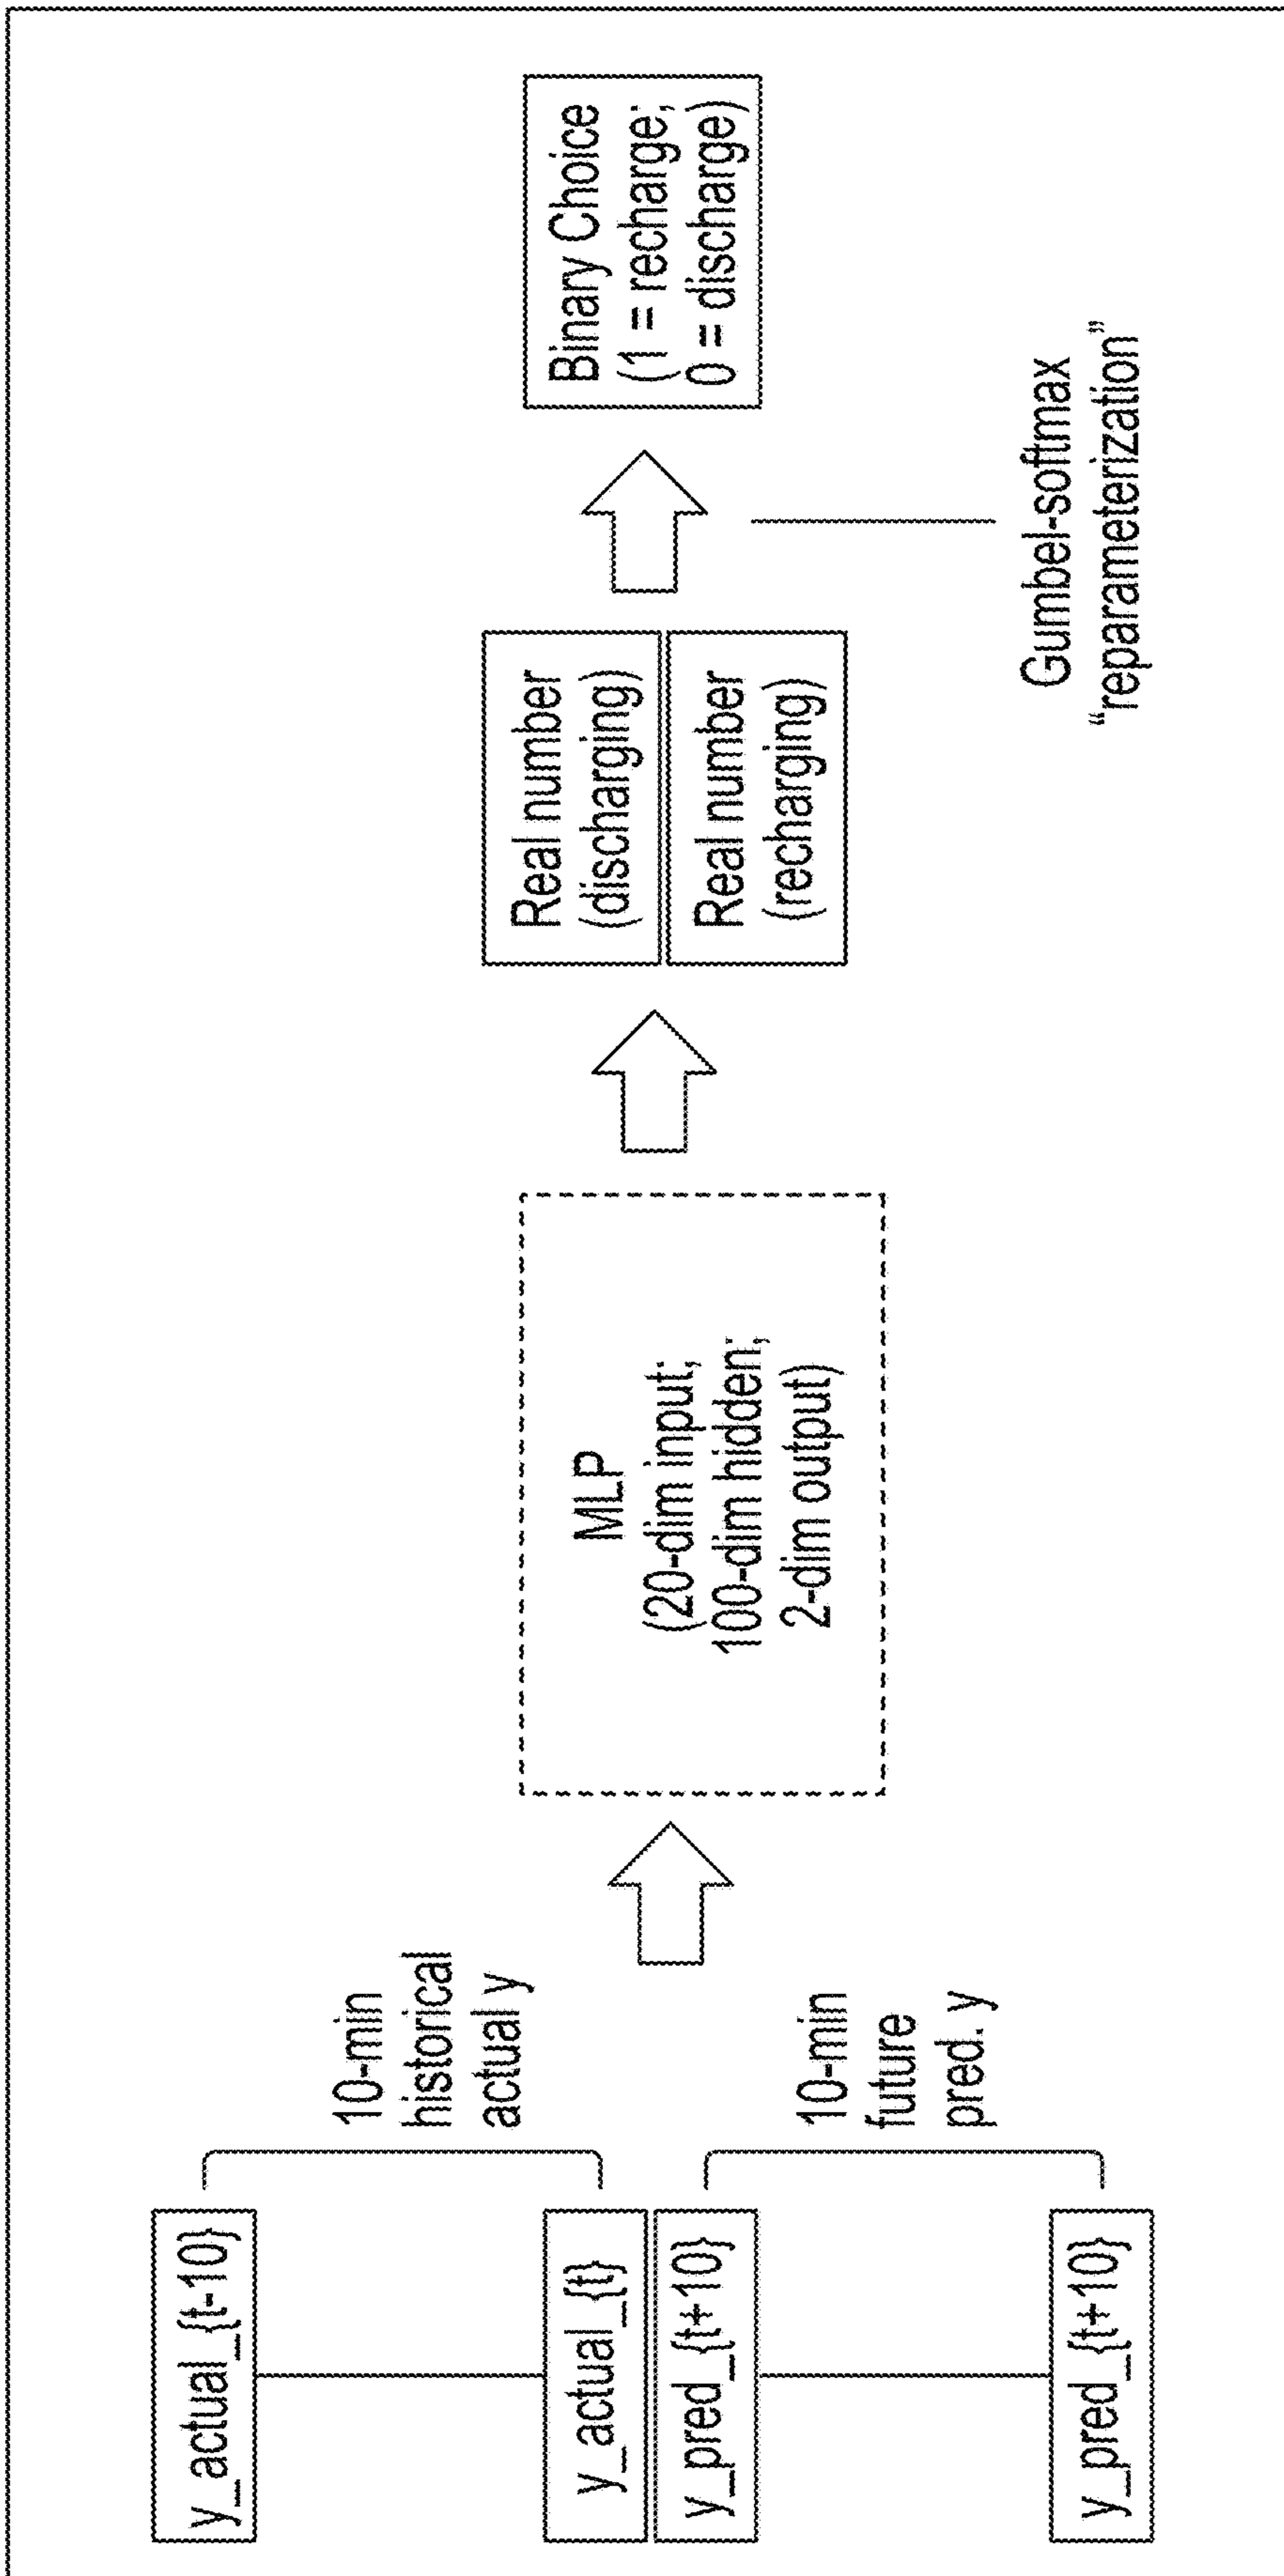 y_actual_{t-10}
y_actual_{t}
y_pred_{t+10}
y_pred_{t+10}
10-min
historical
actual y
10-min
future
pred. y
MLP
(20-dim input;
100-dim hidden;
2-dim output)
Real number
(discharging)
Real number
(recharging)
Binary Choice
(1 = recharge;
0 = discharge)
Gumbel-softmax
“reparameterization”